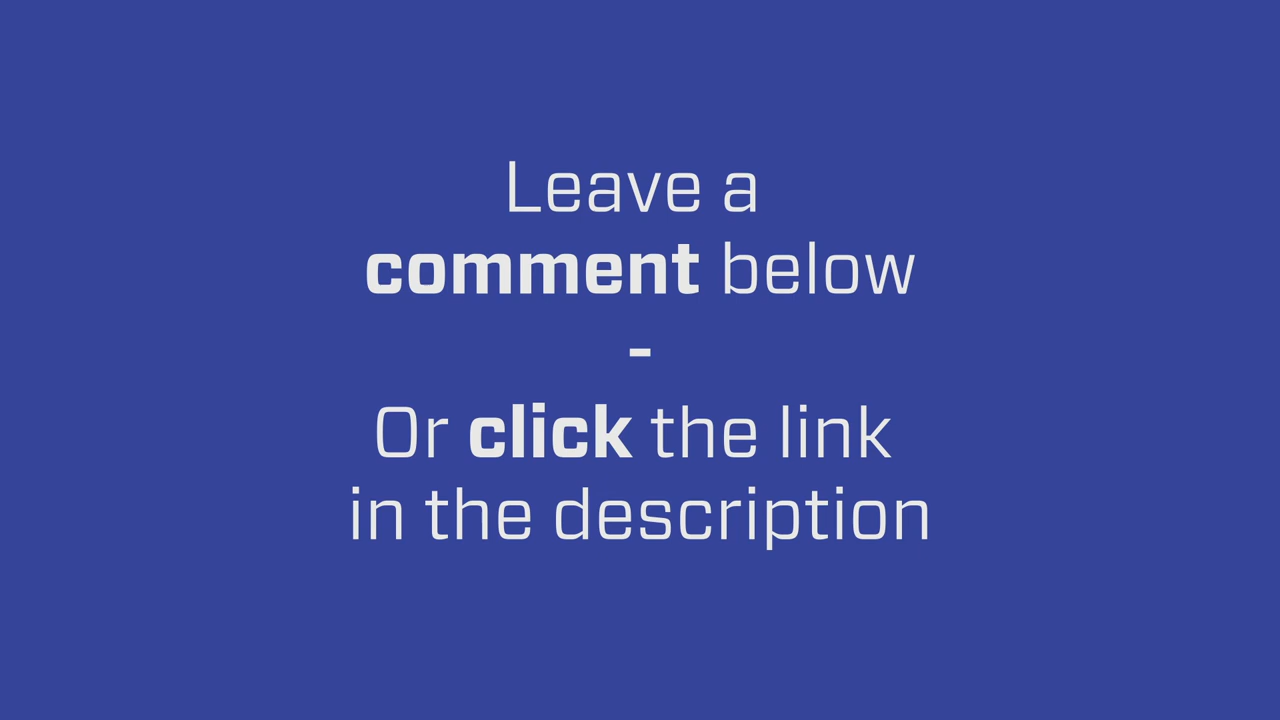 Leave a
comment below
-
Or click the link
in the description